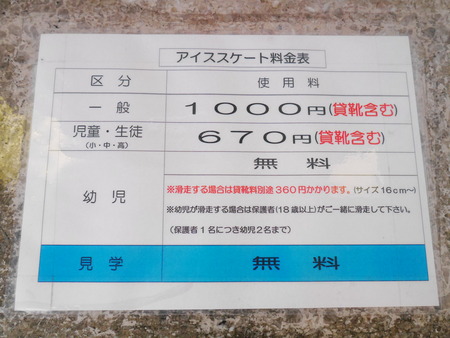 アイススケート料金表
区 分 使 用 料
一 般 1000円(貸靴含む)
児童・生徒 670円(貸靴含む)
(小・中・高)
無 料
幼 児 ※滑走する場合は貸靴料別途360円かかります。(サイズ16cm～)
※幼児が滑走する場合は保護者(18歳以上)がご一緒に滑走して下さい。
(保護者1名につき幼児2名まで)
見 学 無 料